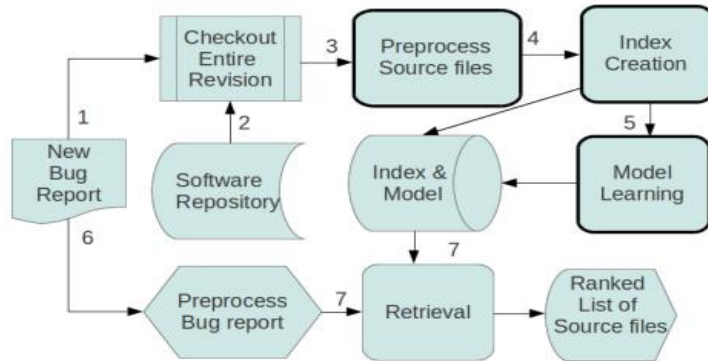 Checkout
Entire
Revision
3
Preprocess
Source files
4
Index
Creation
1
2
5
New
Bug
Report
Software
Repository
Index &
Model
Model
Learning
6
7
Preprocess
Bug report
7
Retrieval
Ranked
List of
Source files